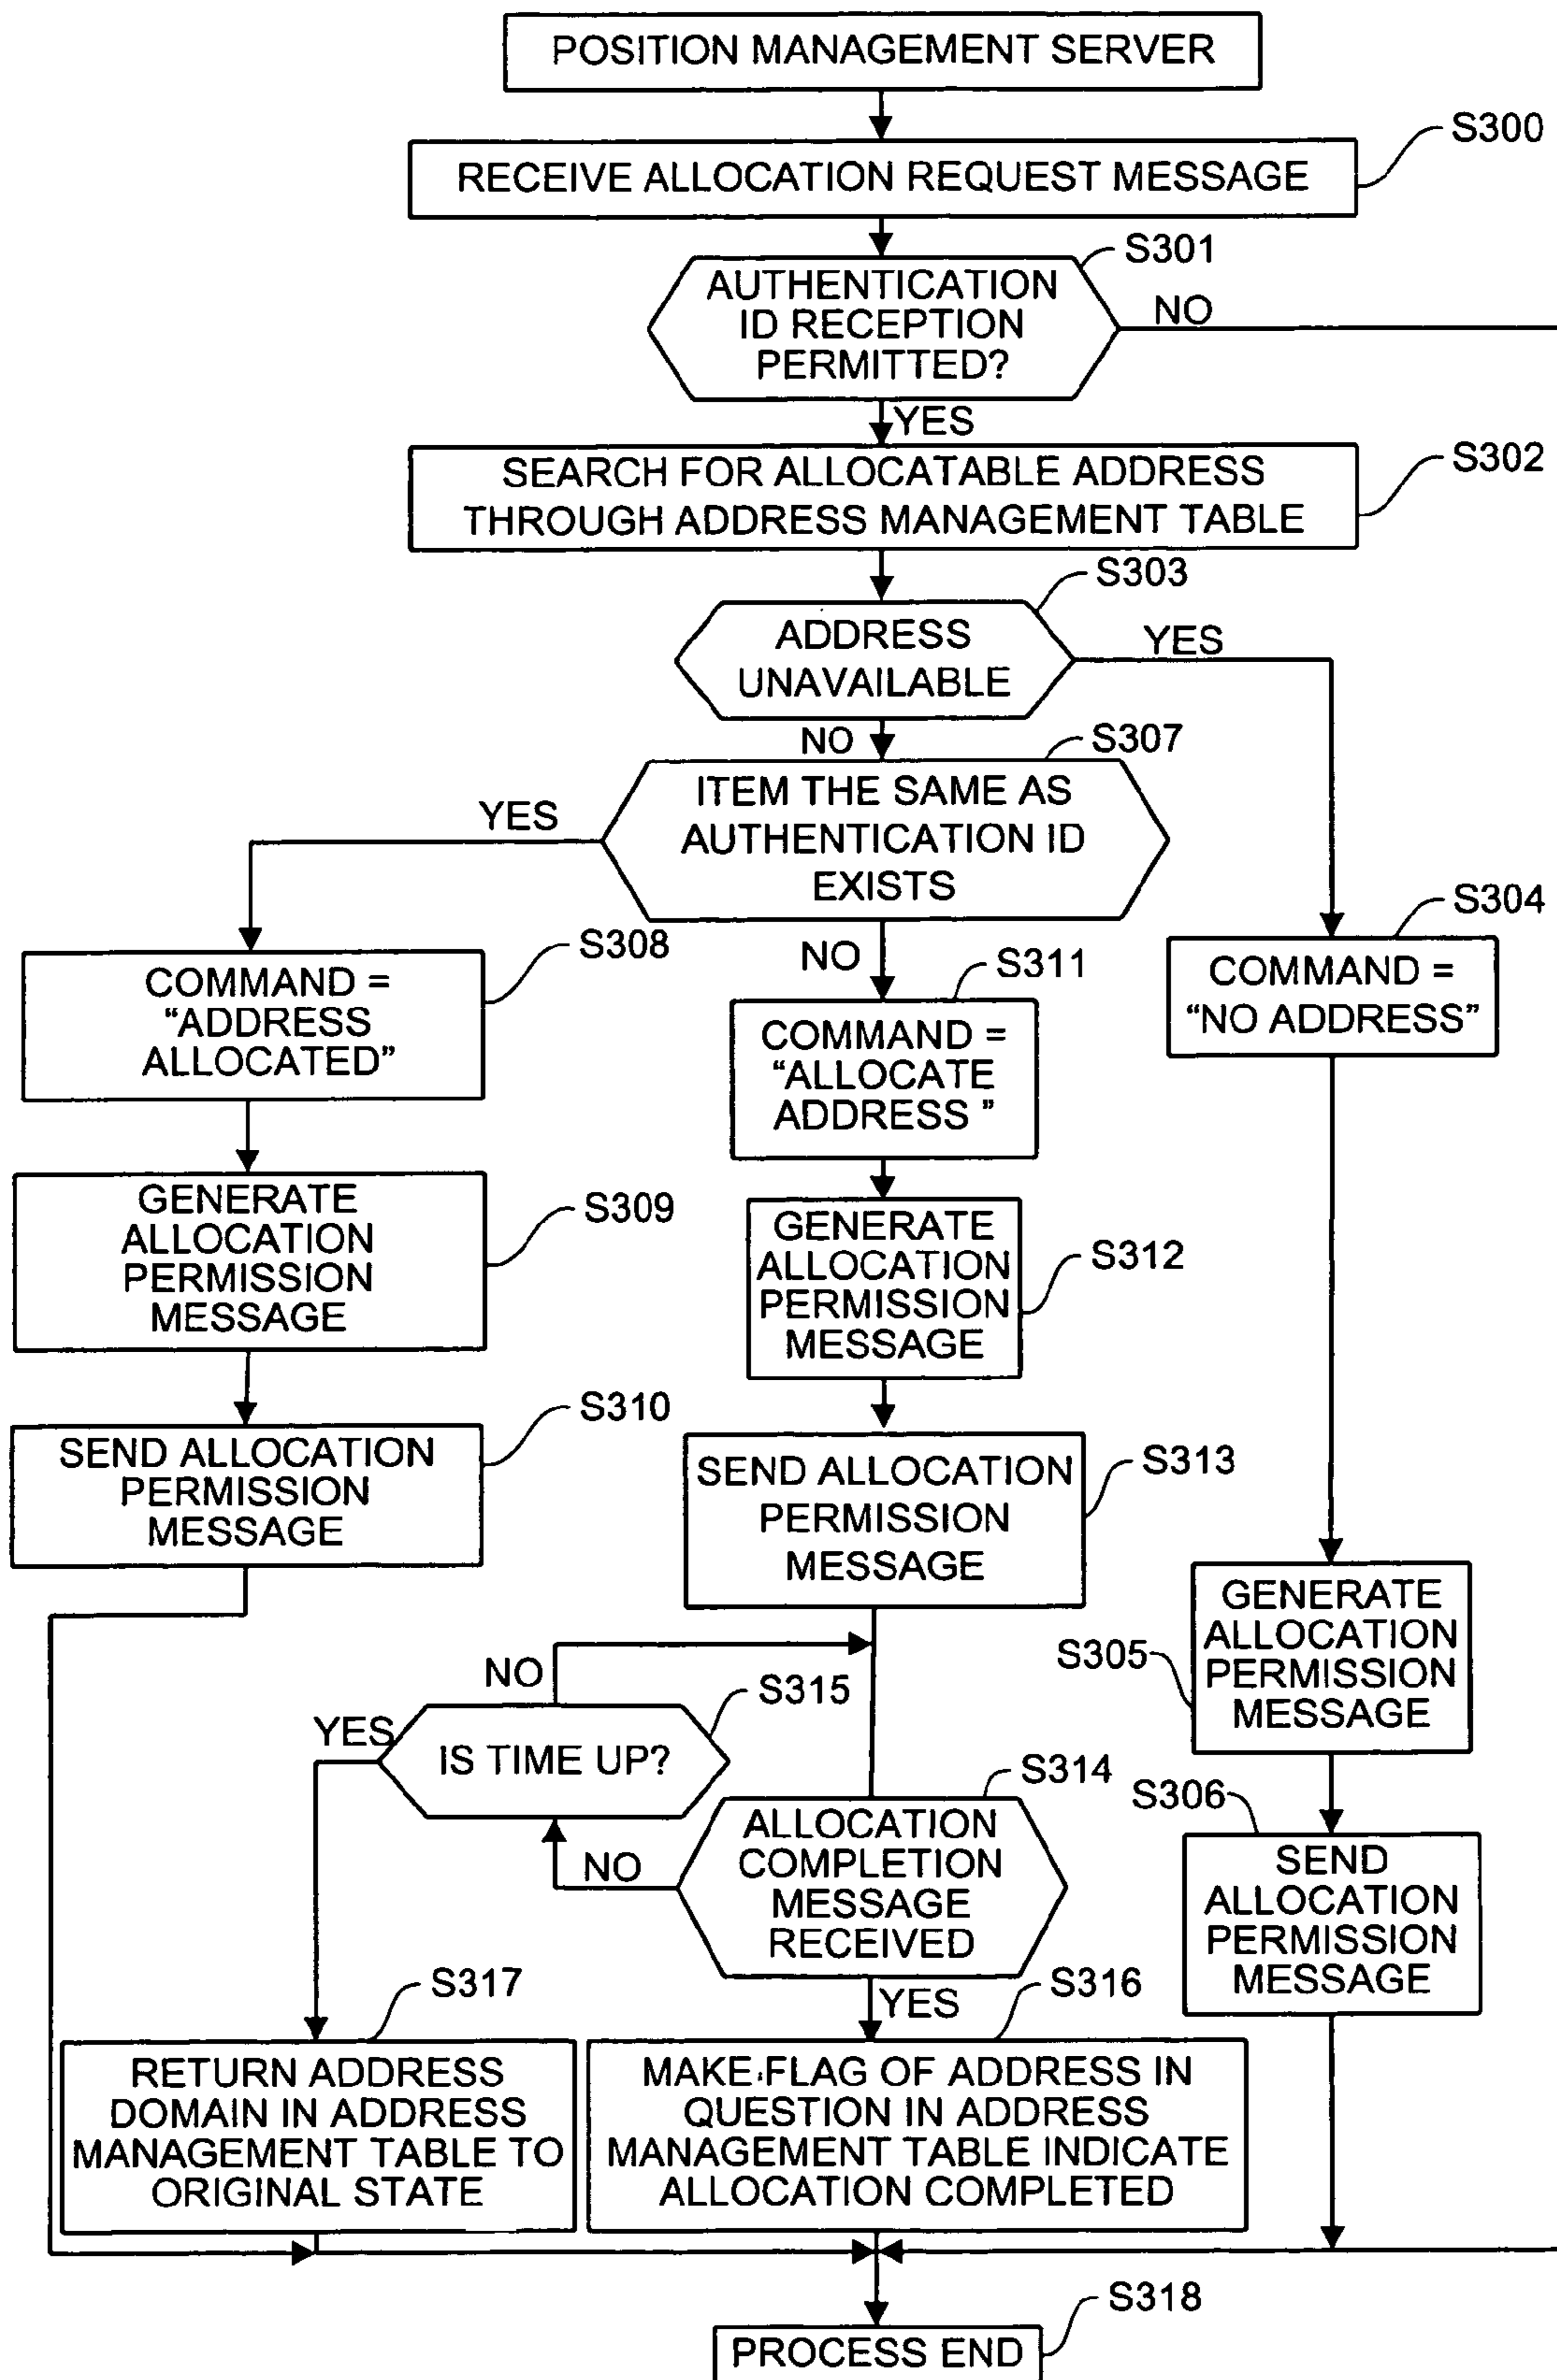 POSITION MANAGEMENT SERVER
S300
RECEIVE ALLOCATION REQUEST MESSAGE
S301
AUTHENTICATION
ID RECEPTION
PERMITTED?
NO
YES
S302
SEARCH FOR ALLOCATABLE ADDRESS
THROUGH ADDRESS MANAGEMENT TABLE
S303
ADDRESS
UNAVAILABLE
YES
NO
S307
ITEM THE SAME AS
AUTHENTICATION ID
EXISTS
YES
NO
S308
COMMAND =
“ADDRESS
ALLOCATED”
S311
COMMAND =
“ALLOCATE
ADDRESS ”
S304
COMMAND =
“NO ADDRESS”
S309
GENERATE
ALLOCATION
PERMISSION
MESSAGE
S312
GENERATE
ALLOCATION
PERMISSION
MESSAGE
S310
SEND ALLOCATION
PERMISSION
MESSAGE
S313
SEND ALLOCATION
PERMISSION
MESSAGE
S305
GENERATE
ALLOCATION
PERMISSION
MESSAGE
NO
S315
YES
IS TIME UP?
S314
ALLOCATION
COMPLETION
MESSAGE
RECEIVED
NO
YES
S306
SEND
ALLOCATION
PERMISSION
MESSAGE
S317
RETURN ADDRESS
DOMAIN IN ADDRESS
MANAGEMENT TABLE TO
ORIGINAL STATE
S316
MAKE FLAG OF ADDRESS IN
QUESTION IN ADDRESS
MANAGEMENT TABLE INDICATE
ALLOCATION COMPLETED
S318
PROCESS END